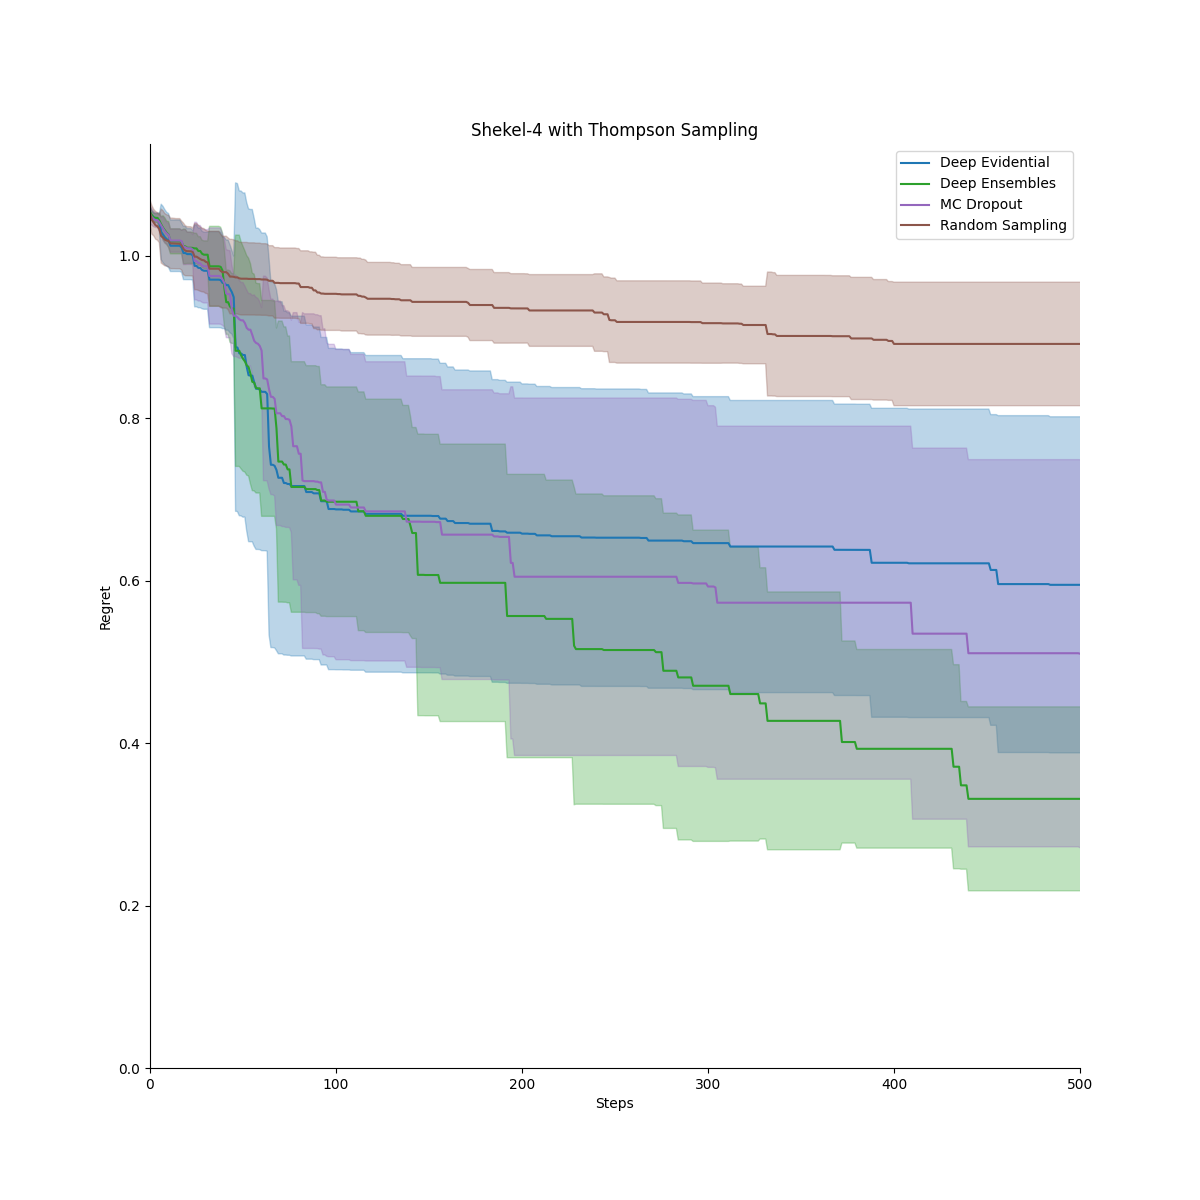 Shekel-4 with Thompson Sampling
Deep Evidential
Deep Ensembles
MC Dropout
Random Sampling
1.0
0.8
0.6
0.4
0.2
0.0
Regret
0 100 200 300 400 500
Steps